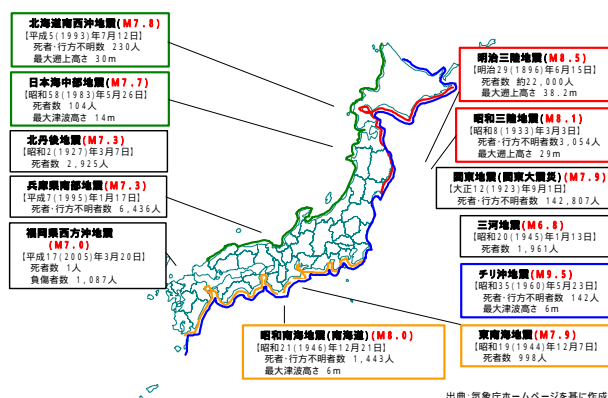 北海道南西沖地震(M7.8)
【平成5(1993)年7月12日】
死者・行方不明数 230人
最大遡上高さ 30m
日本海中部地震(M7.7)
【昭和58(1983)年5月26日】
死者数 104人
最大津波高さ 14m
北丹後地震(M7.3)
【昭和2(1927)年3月7日】
死者数 2,925人
兵庫県南部地震(M7.3)
【平成7(1995)年1月17日】
死者・行方不明者数 6,436人
福岡県西方沖地震
(M7.0)
【平成17(2005)年3月20日】
死者数 1人
負傷者数 1,087人
明治三陸地震(M8.5)
【明治29(1896)年6月15日】
死者数 約22,000人
最大遡上高さ 38.2m
昭和三陸地震(M8.1)
【昭和8(1933)年3月3日】
死者・行方不明者数3,054人
最大遡上高さ 29m
関東地震(関東大震災)(M7.9)
【大正12(1923)年9月1日】
死者・行方不明者数 142,807人
三河地震(M6.8)
【昭和20(1945)年1月13日】
死者数 1,961人
チリ沖地震(M9.5)
【昭和35(1960)年5月23日】
死者・行方不明者数 142人
最大津波高さ 6m
東南海地震(M7.9)
【昭和19(1944)年12月7日】
死者数 998人
昭和南海地震(南海道)(M8.0)
【昭和21(1946)年12月21日】
死者・行方不明者数 1,443人
最大津波高さ 6m
出典:気象庁ホームページを基に作成